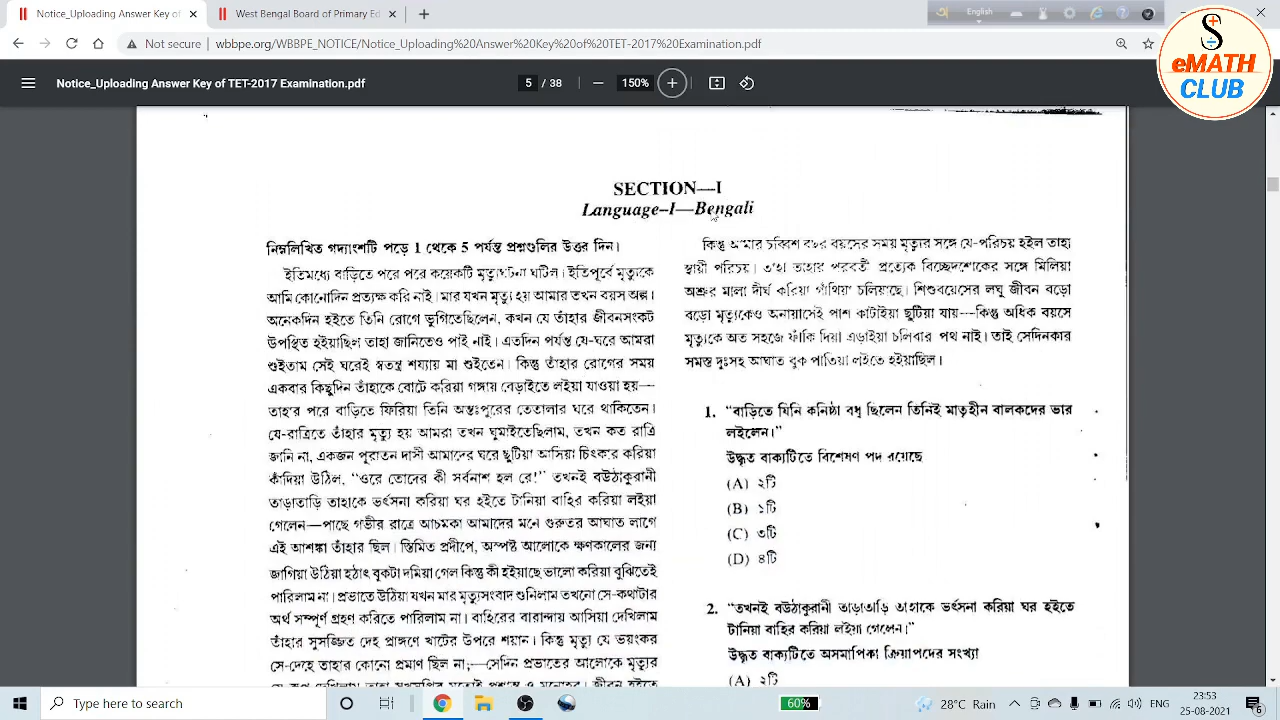 Notice_Uploading Answer Key of
West Bengal Board of Primary Ed
English
Not secure
wbbpe.org/WBBPE_NOTICE/Notice_Uploading%20Answer%20Key%20of%20TET-2017%20Examination.pdf
S
eMATH
CLUB
Notice_Uploading Answer Key of TET-2017 Examination.pdf
5 / 38
150%
SECTION—I
Language–I—Bengali
নিম্নলিখিত গদ্যাংশটি পড়ে 1 থেকে 5 পর্যন্ত প্রশ্নগুলির উত্তর দিন।
ইতিমধ্যে বাড়িতে পরে পরে কয়েকটি মৃত্যুঘটনা ঘটিল। ইতিপূর্বে মৃত্যুকে
আমি কোনোদিন প্রত্যক্ষ করি নাই। মার যখন মৃত্যু হয় আমার তখন বয়স অল্প।
অনেকদিন হইতে তিনি রোগে ভুগিতেছিলেন, কখন যে তাঁহার জীবনসংকট
উপস্থিত হইয়াছিল তাহা জানিতেও পাই নাই। এতদিন পর্যন্ত যে-ঘরে আমরা
শুইতাম সেই ঘরেই স্বতন্ত্র শয্যায় মা শুইতেন। কিন্তু তাঁহার রোগের সময়
একবার কিছুদিন তাঁহাকে বোটে করিয়া গঙ্গায় বেড়াইতে লইয়া যাওয়া হয়—
তাহার পরে বাড়িতে ফিরিয়া তিনি অন্তঃপুরের তেতালার ঘরে থাকিতেন।
যে-রাত্রিতে তাঁহার মৃত্যু হয় আমরা তখন ঘুমাইতেছিলাম, তখন কত রাত্রি
জানি না, একজন পুরাতন দাসী আমাদের ঘরে ছুটিয়া আসিয়া চিৎকার করিয়া
কাঁদিয়া উঠিল, “ওরে তোদের কী সর্বনাশ হল রে!” তখনই বউঠাকুরানী
তাড়াতাড়ি তাহাকে ভর্ৎসনা করিয়া ঘর হইতে টানিয়া বাহির করিয়া লইয়া
গেলেন—পাছে গভীর রাত্রে আচমকা আমাদের মনে গুরুতর আঘাত লাগে
এই আশঙ্কা তাঁহার ছিল। স্তিমিত প্রদীপে, অস্পষ্ট আলোকে ক্ষণকালের জন্য
জাগিয়া উঠিয়া হঠাৎ বুকটা দমিয়া গেল কিন্তু কী হইয়াছে ভালো করিয়া বুঝিতেই
পারিলাম না। প্রভাতে উঠিয়া যখন মার মৃত্যুসংবাদ শুনিলাম তখনো সে-কথাটার
অর্থ সম্পূর্ণ গ্রহণ করিতে পারিলাম না। বাহিরের বারান্দায় আসিয়া দেখিলাম
তাঁহার সুসজ্জিত দেহ প্রাঙ্গণে খাটের উপরে শয়ান। কিন্তু মৃত্যু যে ভয়ংকর
সে-দেহে তাহার কোনো প্রমাণ ছিল না;—সেদিন প্রভাতের আলোকে মৃত্যুর
কিন্তু আমার চব্বিশ বছর বয়সের সময় মৃত্যুর সঙ্গে যে-পরিচয় হইল তাহা
স্থায়ী পরিচয়। তাহা তাহার পরবর্তী প্রত্যেক বিচ্ছেদশোকের সঙ্গে মিলিয়া
অশ্রুর মালা দীর্ঘ করিয়া গাঁথিয়া চলিয়াছে। শিশুবয়েসের লঘু জীবন বড়ো
বড়ো মৃত্যুকেও অনায়াসেই পাশ কাটাইয়া ছুটিয়া যায়—কিন্তু অধিক বয়সে
মৃত্যুকে অত সহজে ফাঁকি দিয়া এড়াইয়া চলিবার পথ নাই। তাই সেদিনকার
সমস্ত দুঃসহ আঘাত বুক পাতিয়া লইতে হইয়াছিল।
1. “বাড়িতে যিনি কনিষ্ঠা বধূ ছিলেন তিনিই মাতৃহীন বালকদের ভার
লইলেন।”
উদ্ধৃত বাক্যটিতে বিশেষণ পদ রয়েছে
(A) ২টি
(B) ১টি
(C) ৩টি
(D) ৪টি
2. “তখনই বউঠাকুরানী তাড়াতাড়ি তাহাকে ভর্ৎসনা করিয়া ঘর হইতে
টানিয়া বাহির করিয়া লইয়া গেলেন।”
উদ্ধৃত বাক্যটিতে অসমাপিকা ক্রিয়াপদের সংখ্যা
(A) ২টি
Type here to search
60%
28°C Rain
ENG
23:53
25-08-2021
6